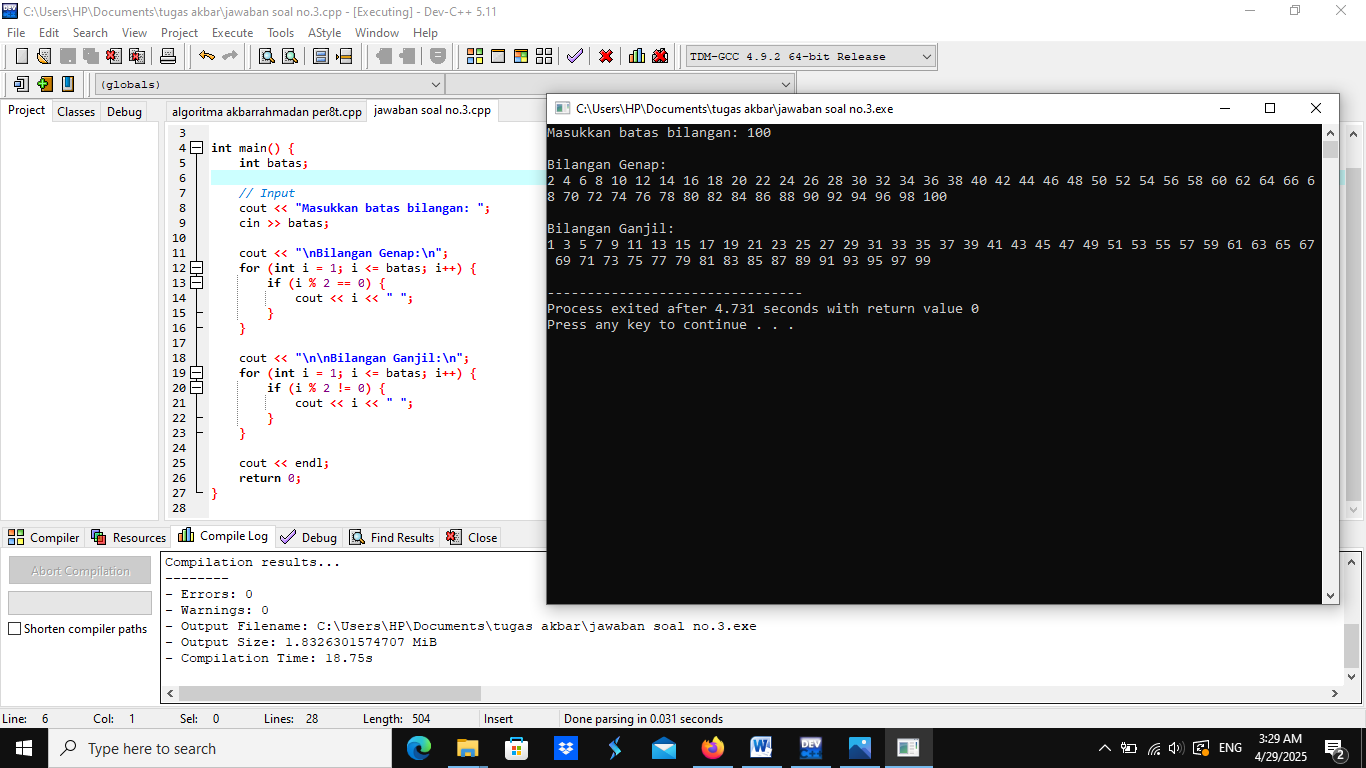 C:\Users\HP\Documents\tugas akbar\jawaban soal no.3.cpp - [Executing] - Dev-C++ 5.11
File Edit Search View Project Execute Tools AStyle Window Help
TDM-GCC 4.9.2 64-bit Release
(globals)
Project Classes Debug
algoritma akbarrahmadan per8t.cpp jawaban soal no.3.cpp
3
4 int main() {
5 int batas;
6
7 // Input
8 cout << "Masukkan batas bilangan: ";
9 cin >> batas;
10
11 cout << "\nBilangan Genap:\n";
12 for (int i = 1; i <= batas; i++) {
13 if (i % 2 == 0) {
14 cout << i << " ";
15 }
16 }
17
18 cout << "\n\nBilangan Ganjil:\n";
19 for (int i = 1; i <= batas; i++) {
20 if (i % 2 != 0) {
21 cout << i << " ";
22 }
23 }
24
25 cout << endl;
26 return 0;
27 }
28
C:\Users\HP\Documents\tugas akbar\jawaban soal no.3.exe
Masukkan batas bilangan: 100
Bilangan Genap:
2 4 6 8 10 12 14 16 18 20 22 24 26 28 30 32 34 36 38 40 42 44 46 48 50 52 54 56 58 60 62 64 66 6
8 70 72 74 76 78 80 82 84 86 88 90 92 94 96 98 100
Bilangan Ganjil:
1 3 5 7 9 11 13 15 17 19 21 23 25 27 29 31 33 35 37 39 41 43 45 47 49 51 53 55 57 59 61 63 65 67
69 71 73 75 77 79 81 83 85 87 89 91 93 95 97 99
--------------------------------
Process exited after 4.731 seconds with return value 0
Press any key to continue . . .
Compiler Resources Compile Log Debug Find Results Close
Abort Compilation
Shorten compiler paths
Compilation results...
--------
- Errors: 0
- Warnings: 0
- Output Filename: C:\Users\HP\Documents\tugas akbar\jawaban soal no.3.exe
- Output Size: 1.8326301574707 MiB
- Compilation Time: 18.75s
Line: 6 Col: 1 Sel: 0 Lines: 28 Length: 504 Insert Done parsing in 0.031 seconds
Type here to search
ENG
3:29 AM
4/29/2025
2